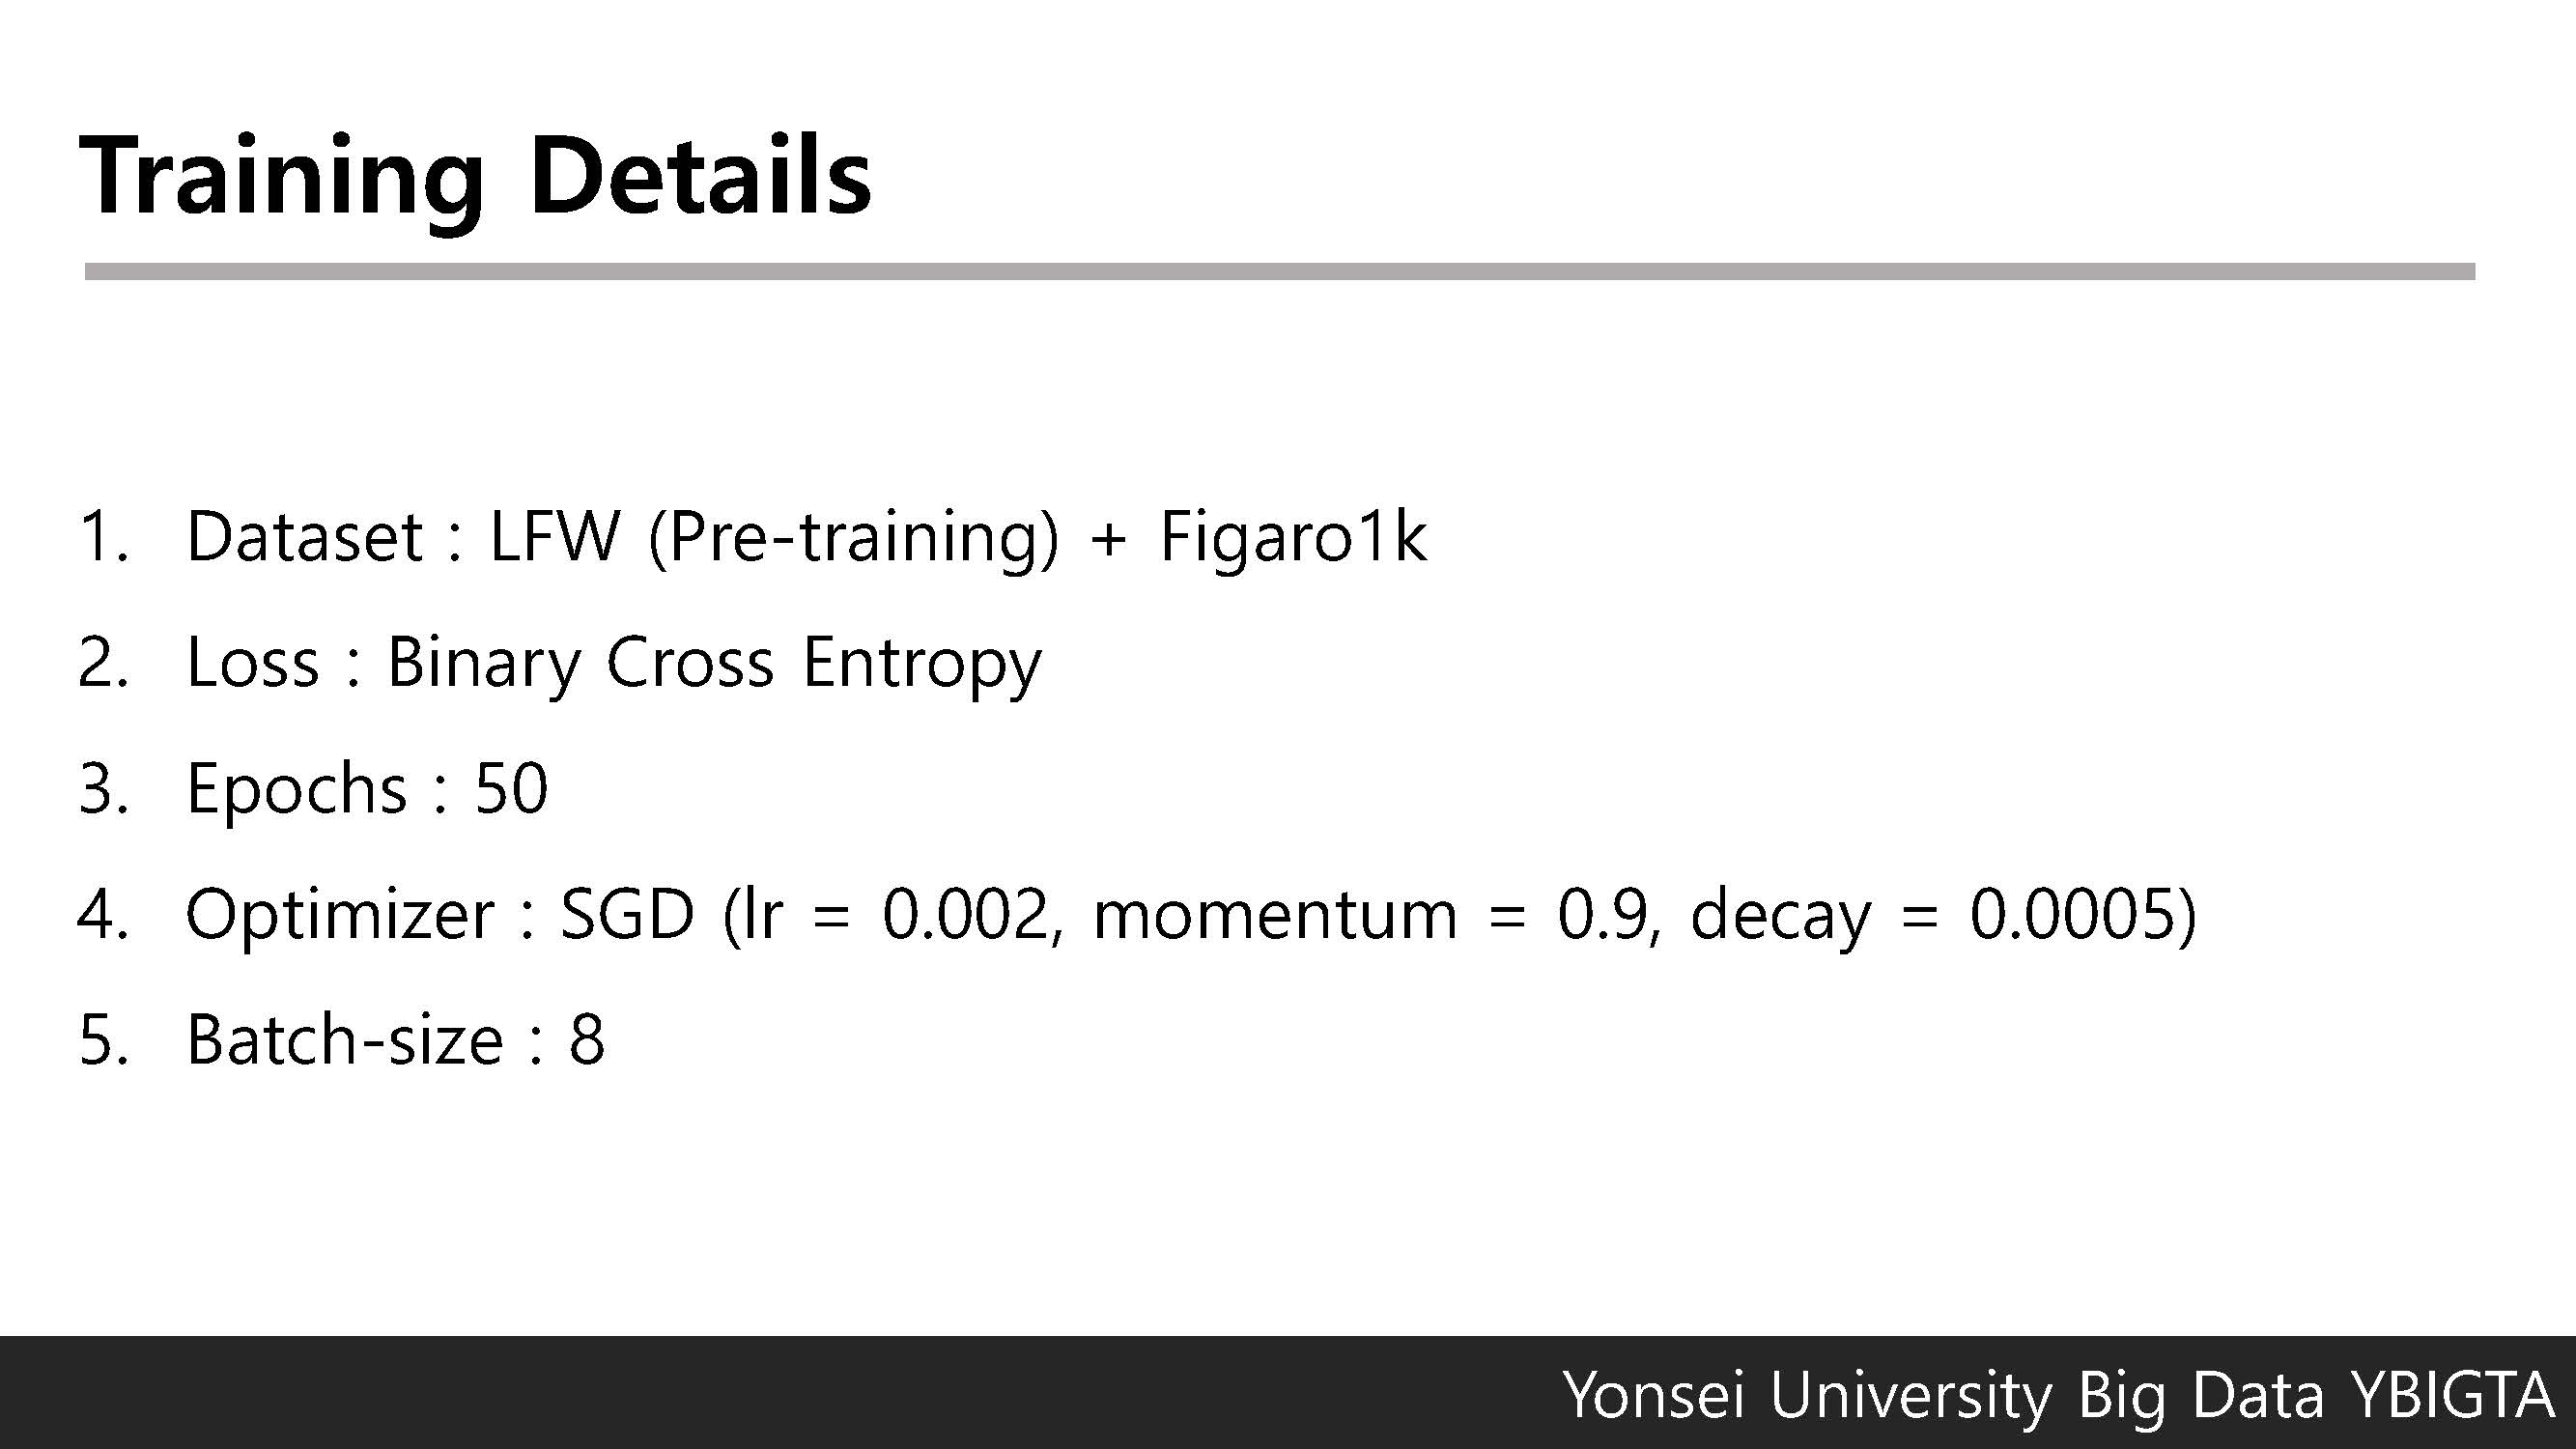 Training Details
1. Dataset : LFW (Pre-training) + Figaro1k
2. Loss : Binary Cross Entropy
3. Epochs : 50
4. Optimizer : SGD (lr = 0.002, momentum = 0.9, decay = 0.0005)
5. Batch-size : 8
Yonsei University Big Data YBIGTA